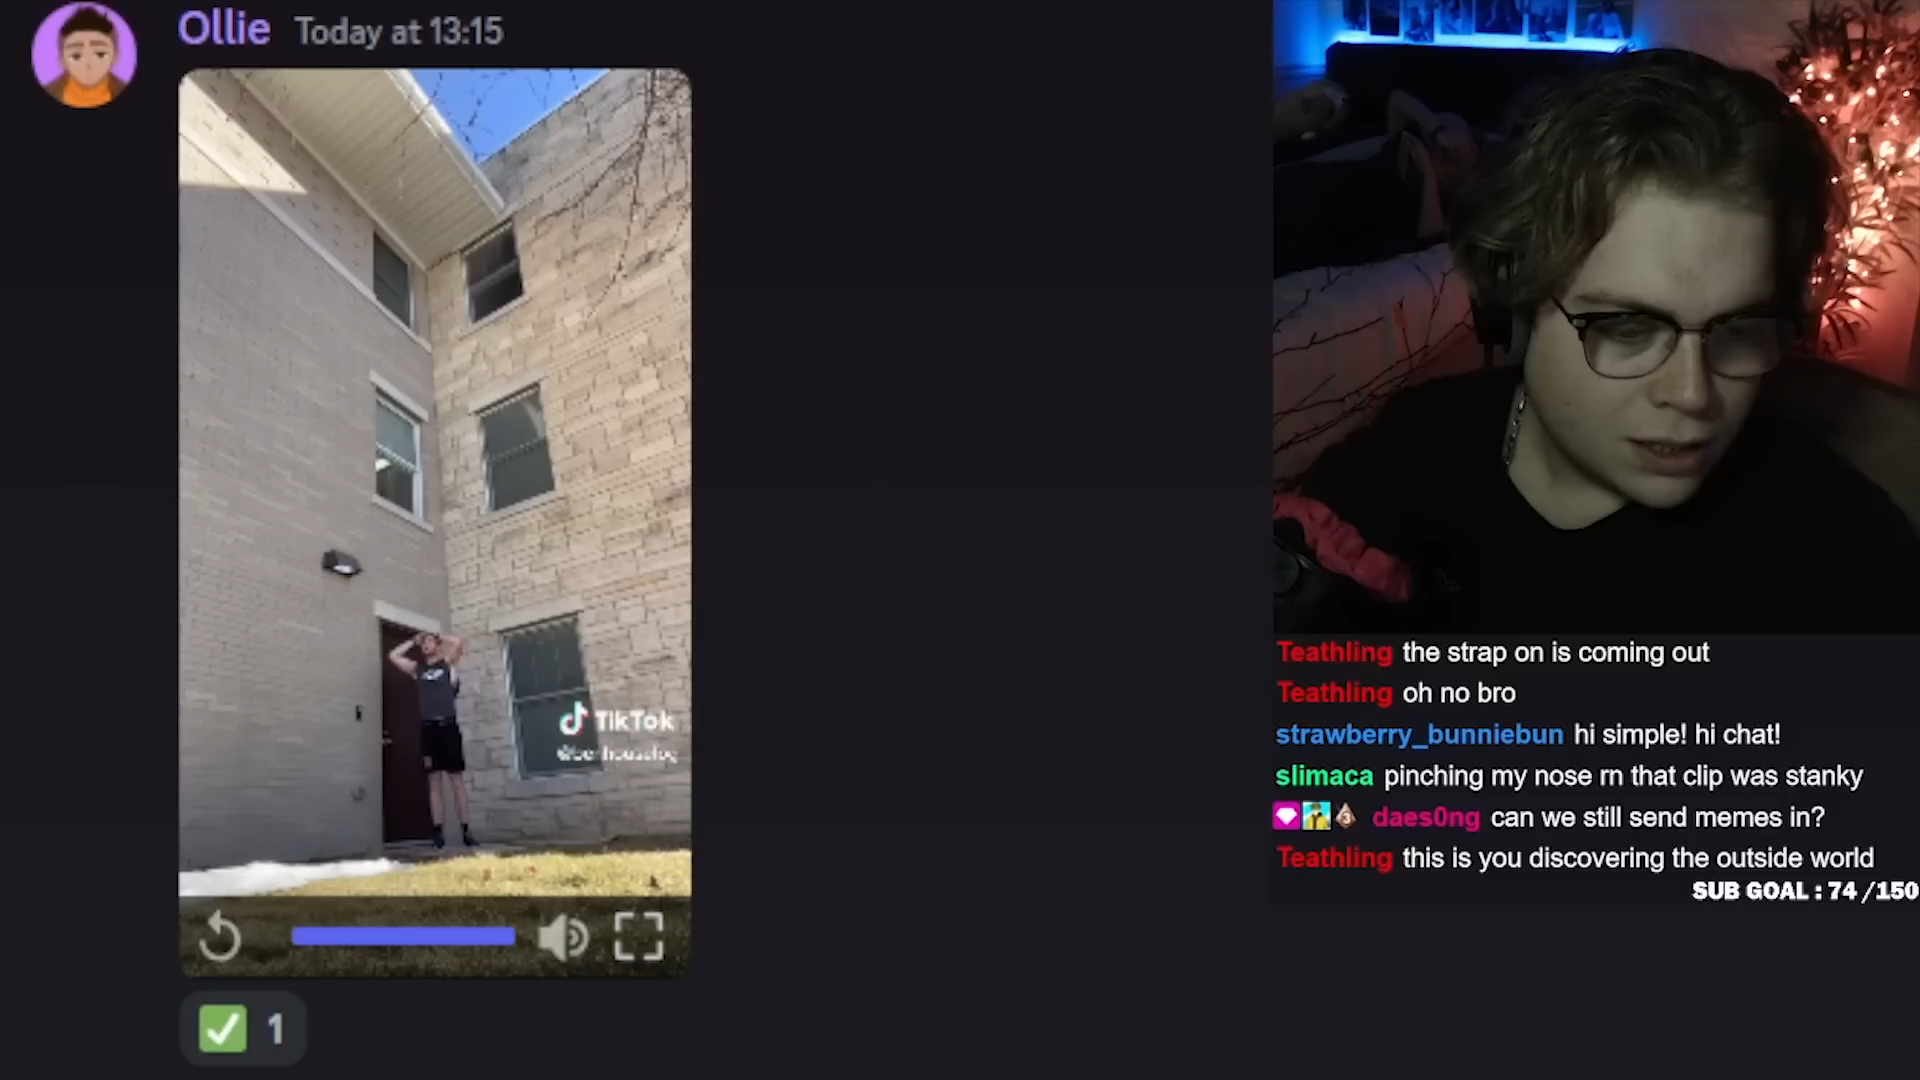 Ollie Today at 13:15
TikTok
1
Teathling the strap on is coming out
Teathling oh no bro
strawberry_bunniebun hi simple! hi chat!
slimaca pinching my nose rn that clip was stanky
daes0ng can we still send memes in?
Teathling this is you discovering the outside world
SUB GOAL : 74 /150